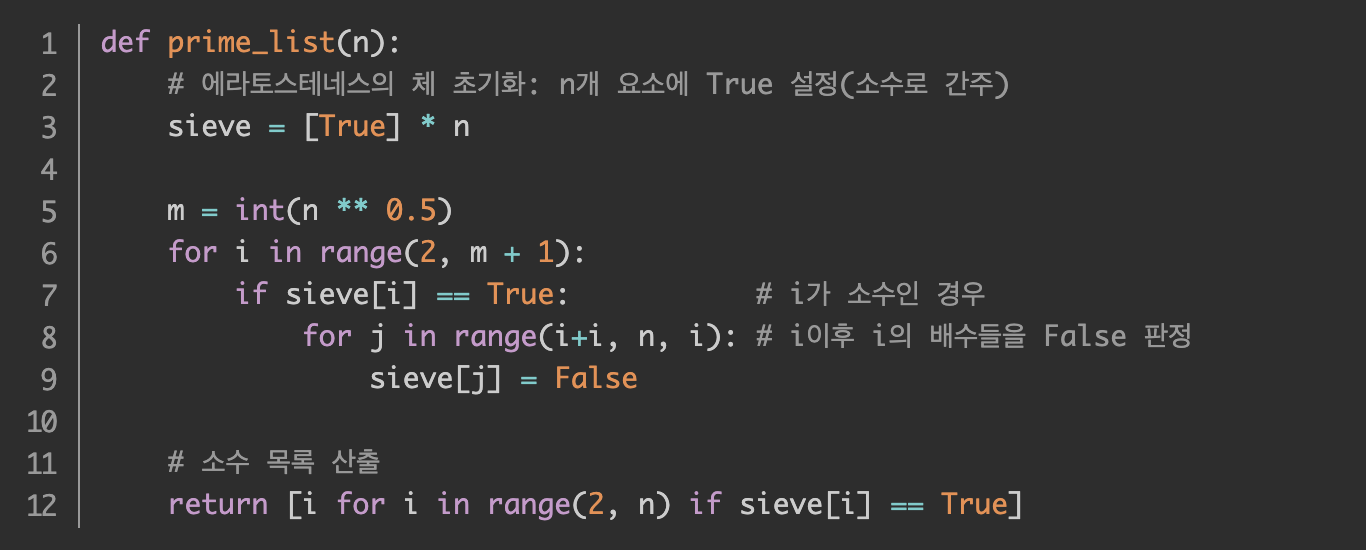 1 def prime_list(n):
2     # 에라토스테네스의 체 초기화: n개 요소에 True 설정(소수로 간주)
3     sieve = [True] * n
4
5     m = int(n ** 0.5)
6     for i in range(2, m + 1):
7         if sieve[i] == True:           # i가 소수인 경우
8             for j in range(i+i, n, i): # i이후 i의 배수들을 False 판정
9                 sieve[j] = False
10
11     # 소수 목록 산출
12     return [i for i in range(2, n) if sieve[i] == True]